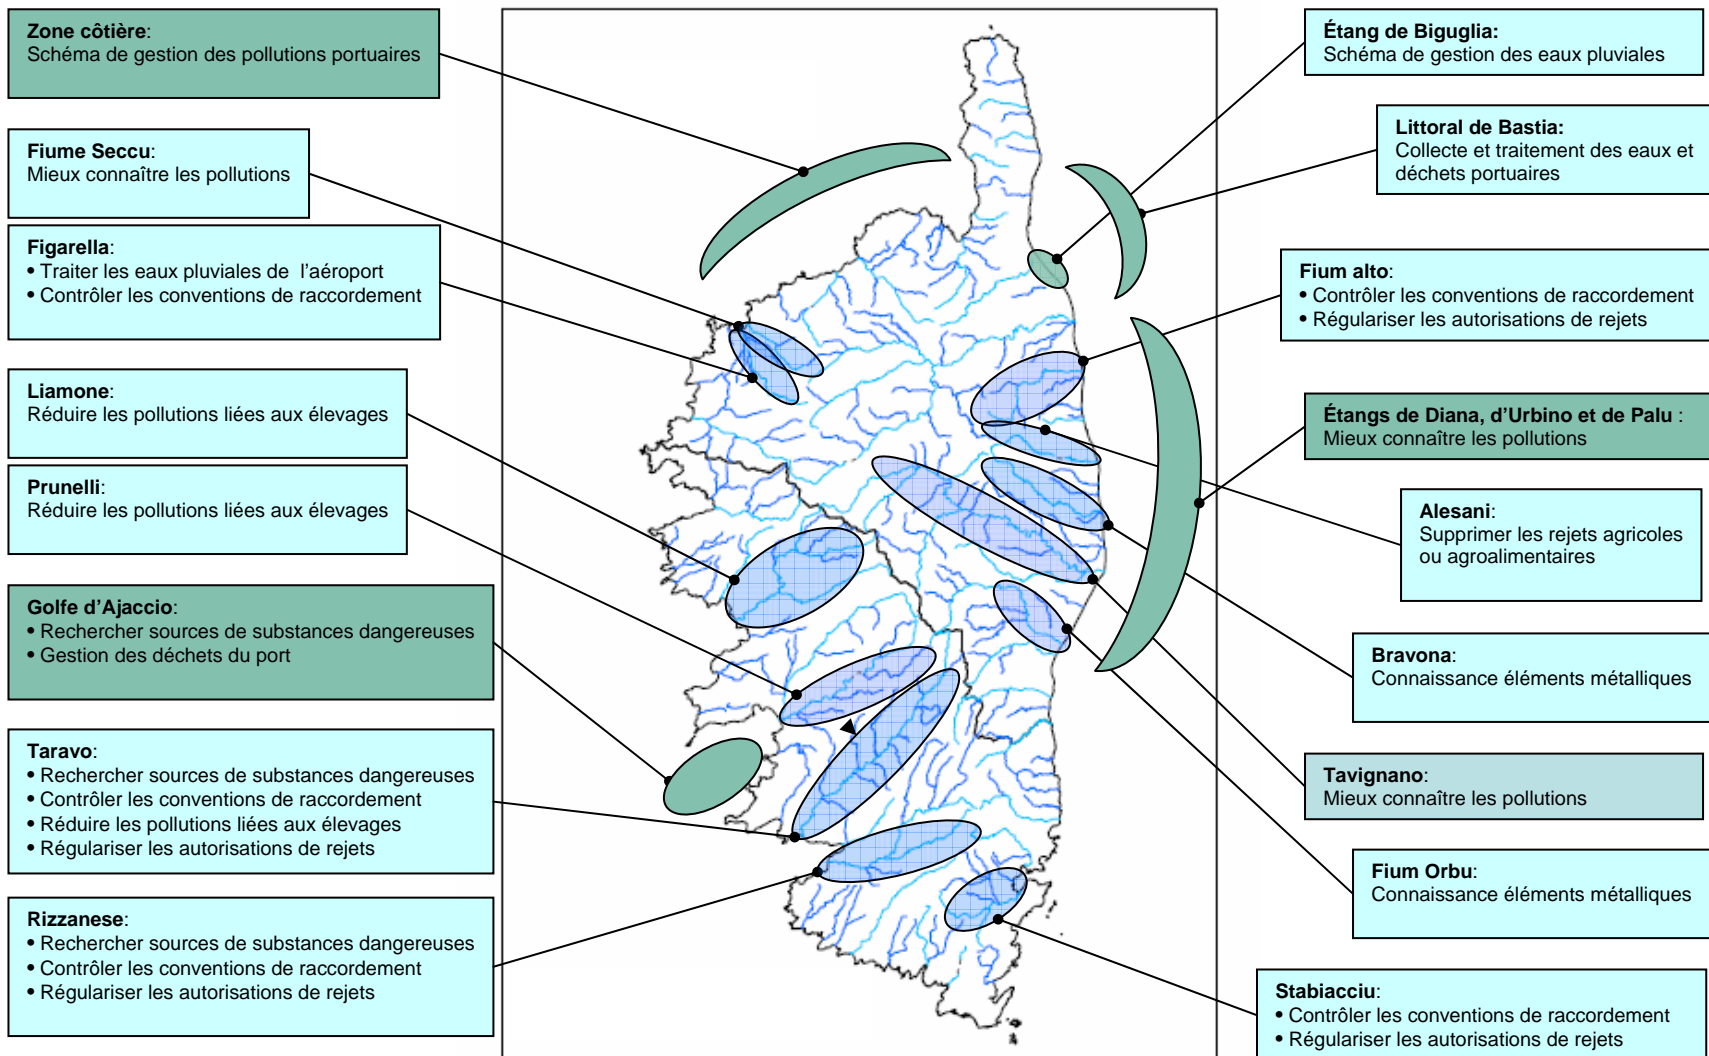 Zone côtière:
Schéma de gestion des pollutions portuaires
Fiume Seccu:
Mieux connaître les pollutions
Figarella:
• Traiter les eaux pluviales de l'aéroport
• Contrôler les conventions de raccordement
Liamone:
Réduire les pollutions liées aux élevages
Prunelli:
Réduire les pollutions liées aux élevages
Golfe d'Ajaccio:
• Rechercher sources de substances dangereuses
• Gestion des déchets du port
Taravo:
• Rechercher sources de substances dangereuses
• Contrôler les conventions de raccordement
• Réduire les pollutions liées aux élevages
• Régulariser les autorisations de rejets
Rizzanese:
• Rechercher sources de substances dangereuses
• Contrôler les conventions de raccordement
• Régulariser les autorisations de rejets
Étang de Biguglia:
Schéma de gestion des eaux pluviales
Littoral de Bastia:
Collecte et traitement des eaux et
déchets portuaires
Fium alto:
• Contrôler les conventions de raccordement
• Régulariser les autorisations de rejets
Étangs de Diana, d'Urbino et de Palu :
Mieux connaître les pollutions
Alesani:
Supprimer les rejets agricoles
ou agroalimentaires
Bravona:
Connaissance éléments métalliques
Tavignano:
Mieux connaître les pollutions
Fium Orbu:
Connaissance éléments métalliques
Stabiacciu:
• Contrôler les conventions de raccordement
• Régulariser les autorisations de rejets